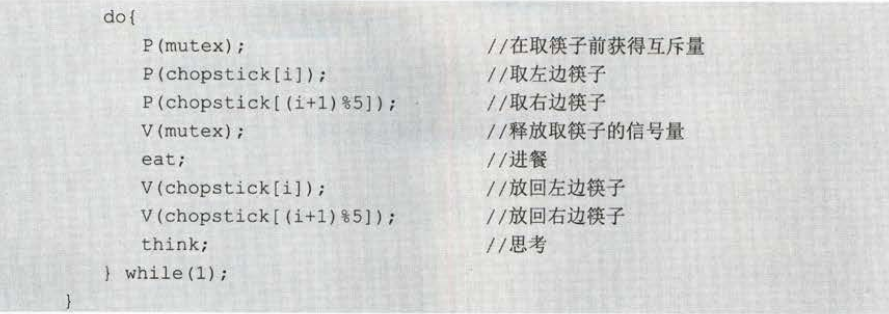 do{
P(mutex); //在取筷子前获得互斥量
P(chopstick[i]); //取左边筷子
P(chopstick[(i+1)%5]); //取右边筷子
V(mutex); //释放取筷子的信号量
eat; //进餐
V(chopstick[i]); //放回左边筷子
V(chopstick[(i+1)%5]); //放回右边筷子
think; //思考
} while(1);
}